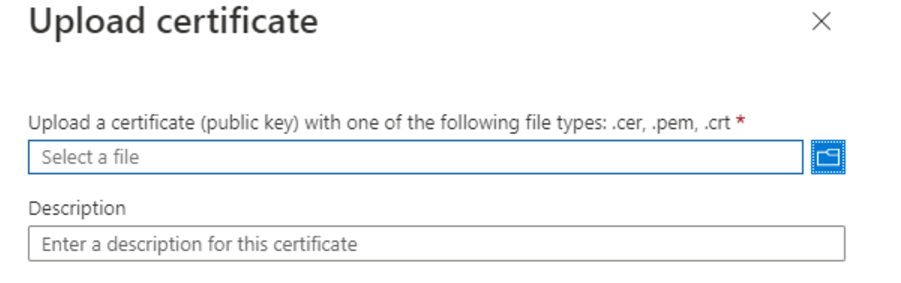 Upload certificate
Upload a certificate (public key) with one of the following file types: .cer, .pem, .crt *
Select a file
Description
Enter a description for this certificate